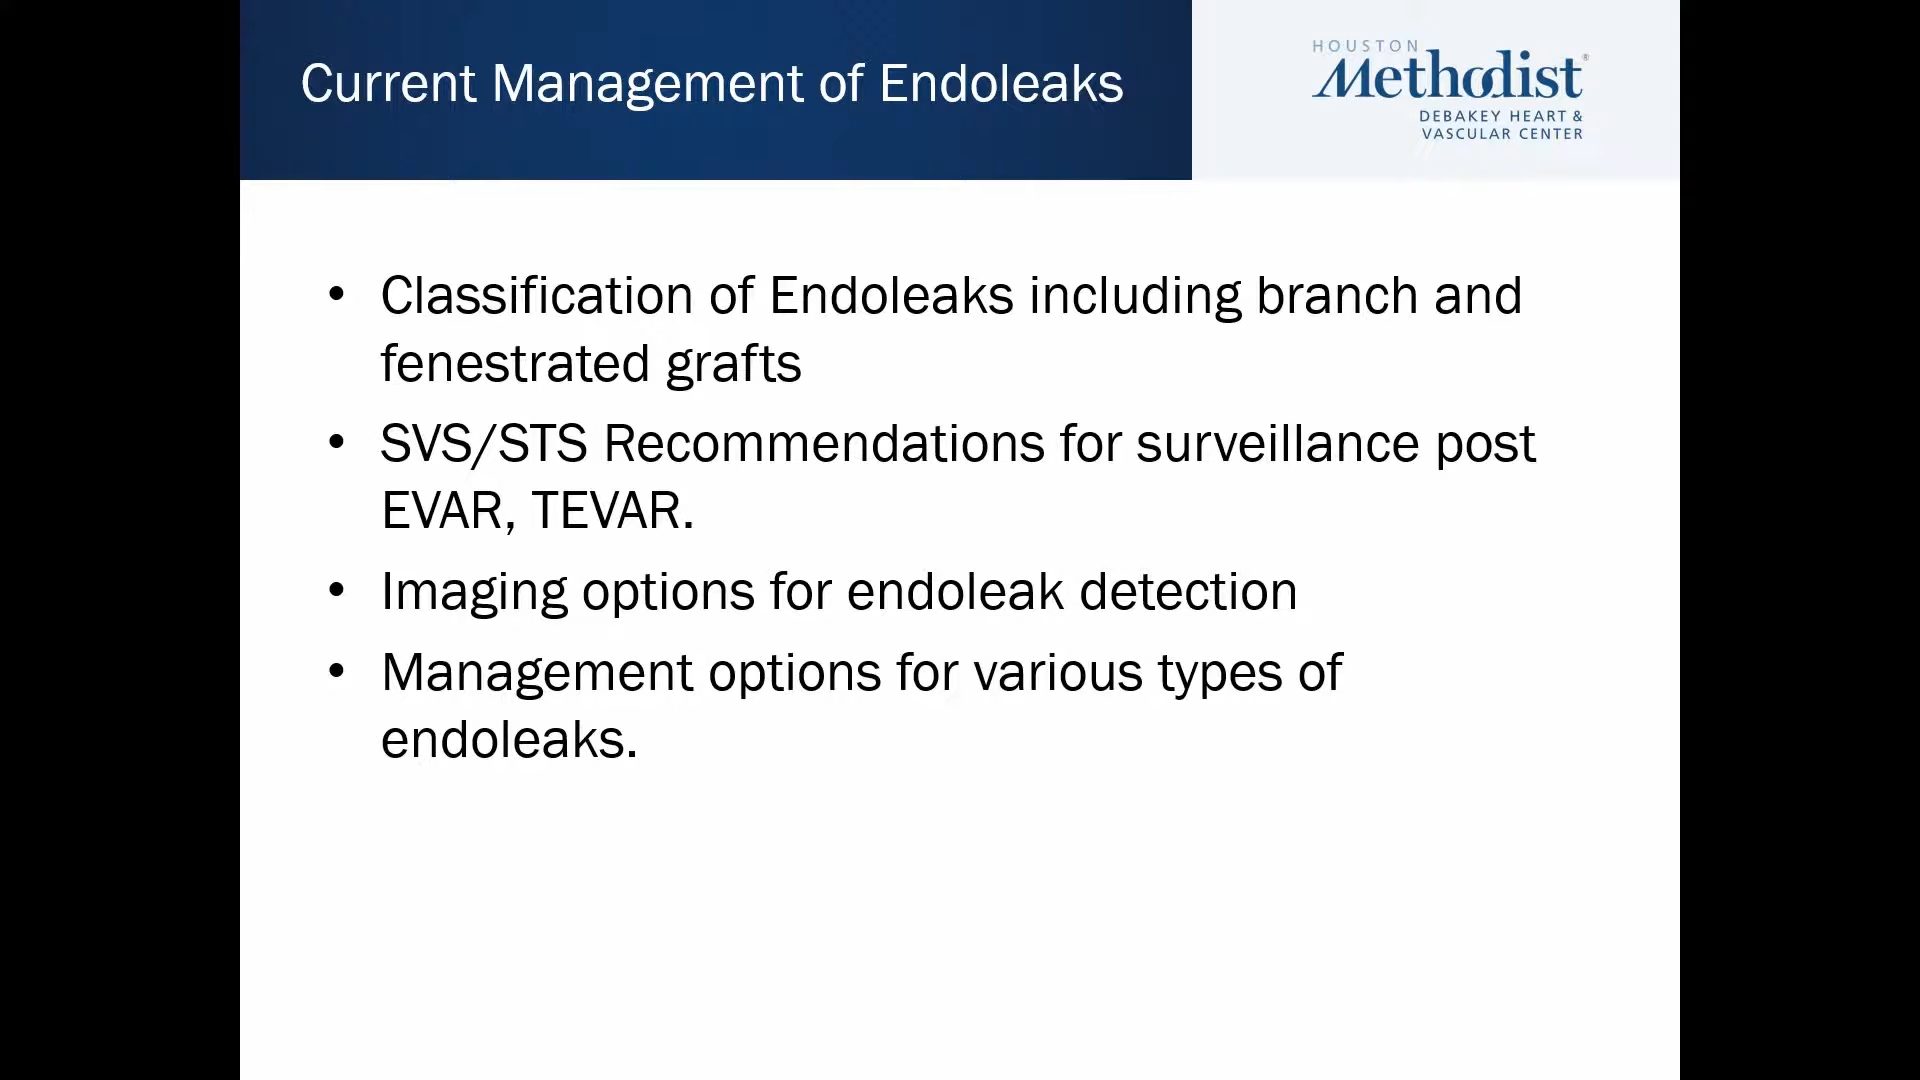 Current Management of Endoleaks
HOUSTON
Methodist®
DEBAKEY HEART &
VASCULAR CENTER
• Classification of Endoleaks including branch and
fenestrated grafts
• SVS/STS Recommendations for surveillance post
EVAR, TEVAR.
• Imaging options for endoleak detection
• Management options for various types of
endoleaks.